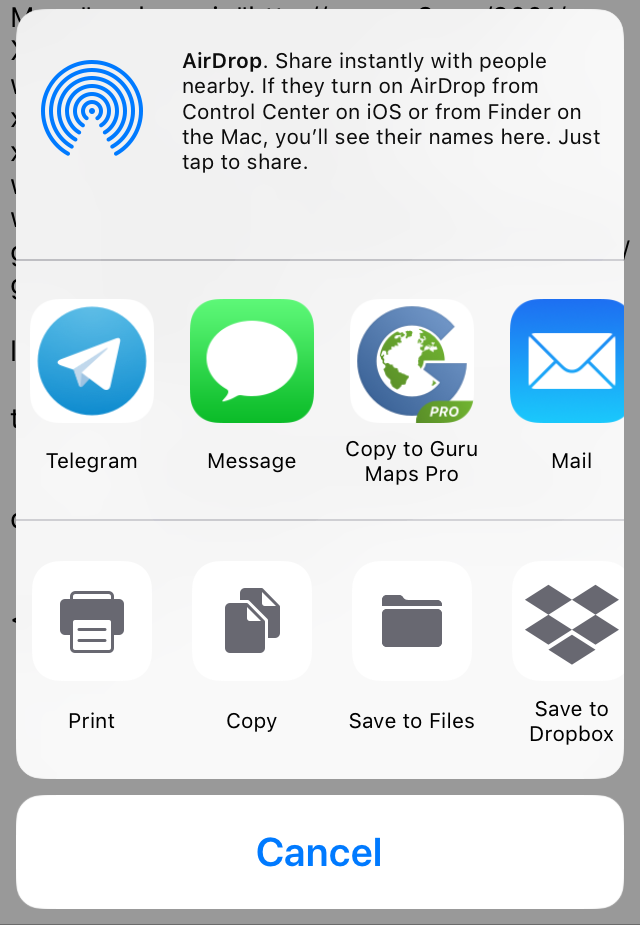 AirDrop. Share instantly with people
nearby. If they turn on AirDrop from
Control Center on iOS or from Finder on
the Mac, you’ll see their names here. Just
tap to share.
Telegram
Message
PRO
Copy to Guru
Maps Pro
Mail
Print
Copy
Save to Files
Save to
Dropbox
Cancel